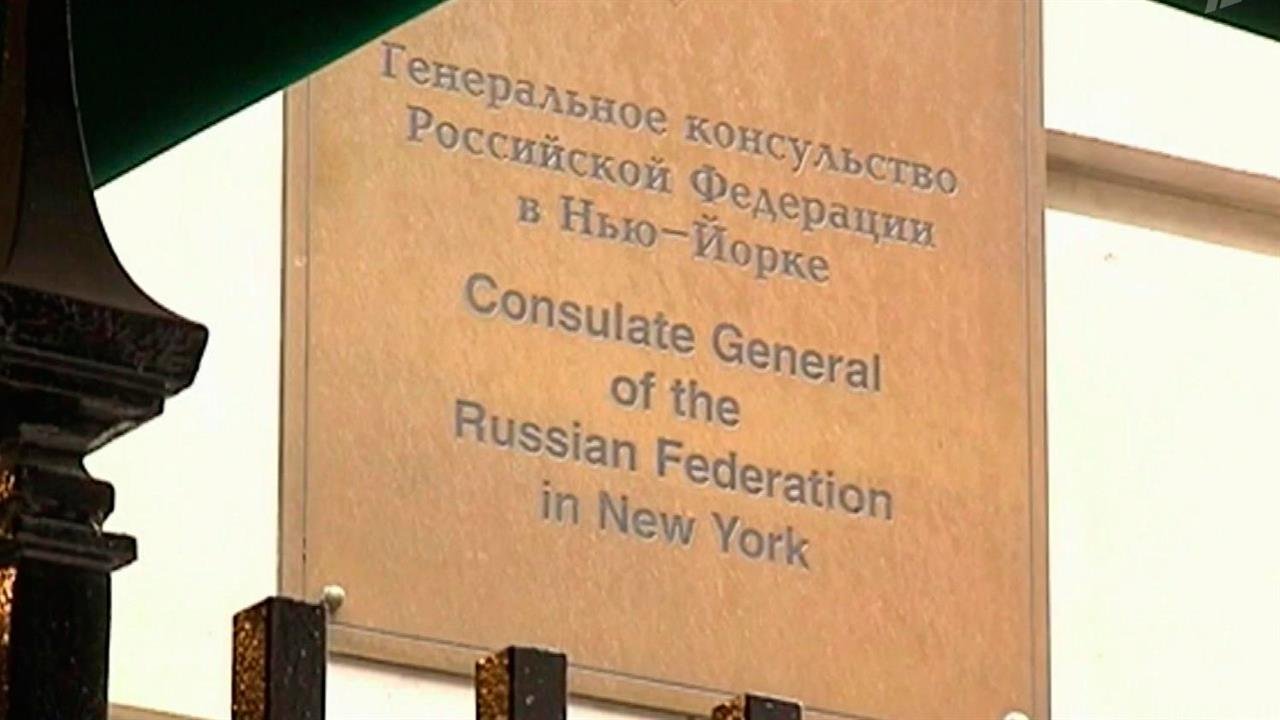 Генеральное консульство
Российской Федерации
в Нью-Йорке
Consulate General
of the
Russian Federation
in New York